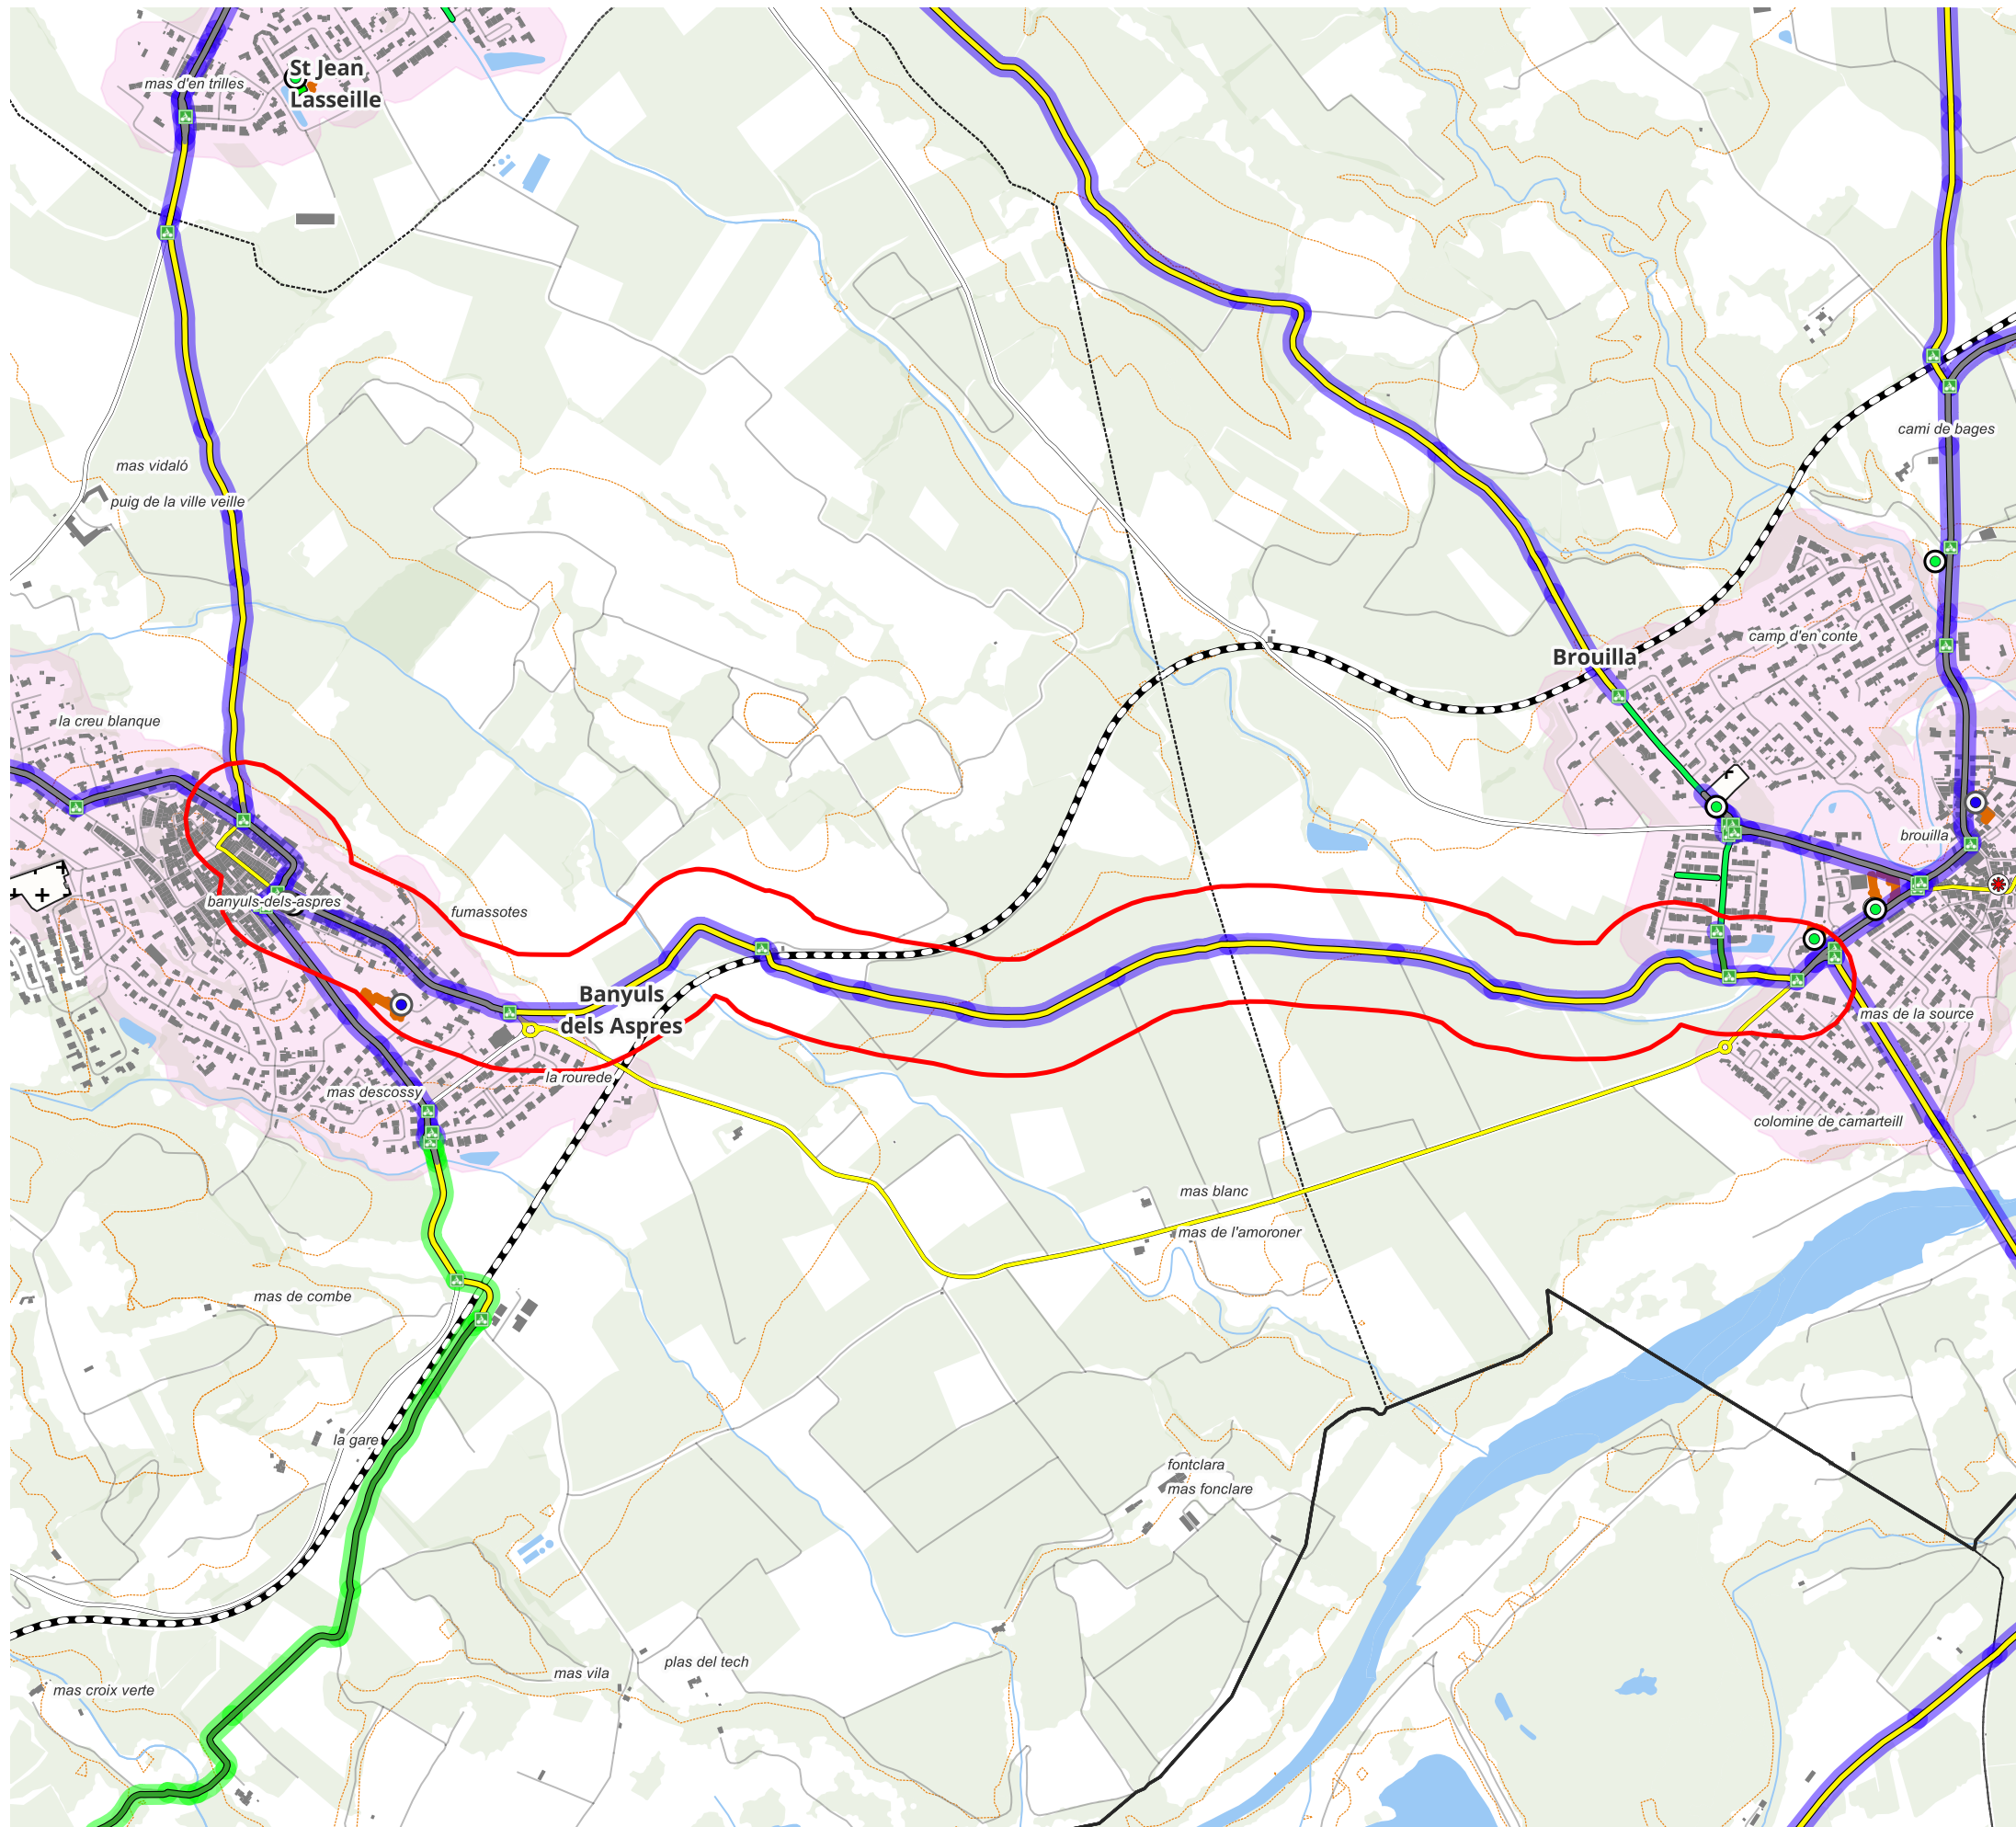 St Jean
Lasseille
mas d'en trilles
cami de bages
mas vidaló
puig de la ville veille
camp d'en conte
Brouilla
la creu blanque
brouilla
banyuls-dels-aspres
fumassotes
Banyuls
dels Aspres
mas de la source
la rourede
mas descossy
colomine de camarteill
mas blanc
mas de l'amoroner
mas de combe
la gare
fontclara
mas fonclare
plas del tech
mas vila
mas croix verte